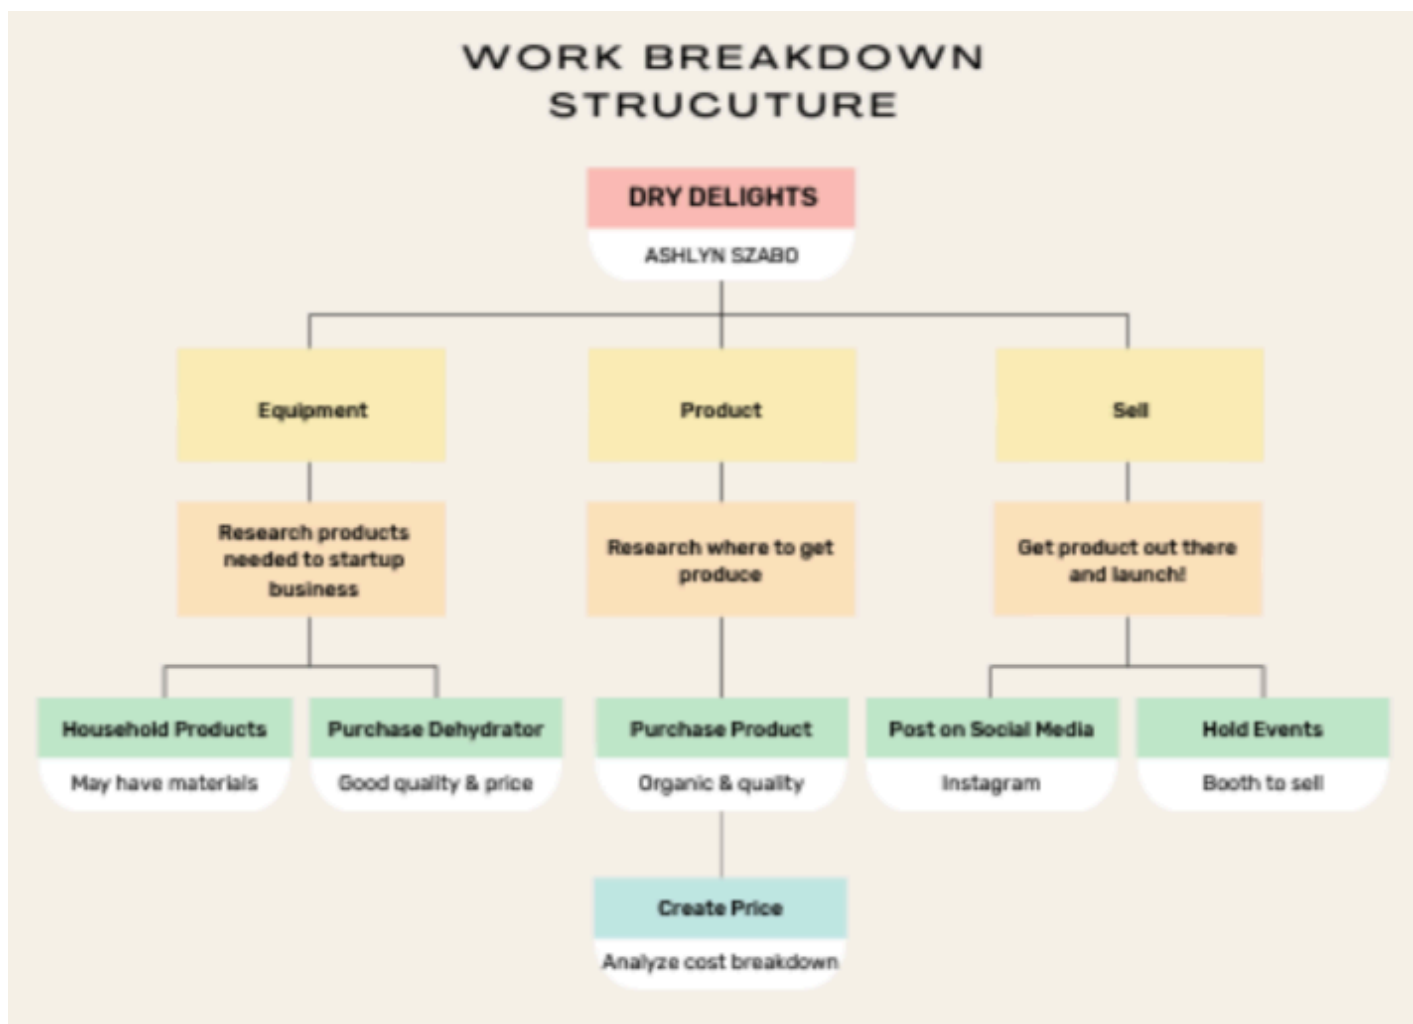 WORK BREAKDOWN
STRUCUTURE
DRY DELIGHTS
ASHLYN SZABO
Equipment
Product
Sell
Research products
needed to startup
business
Research where to get
produce
Get product out there
and launch!
Household Products
May have materials
Purchase Dehydrator
Good quality & price
Purchase Product
Organic & quality
Post on Social Media
Instagram
Hold Events
Booth to sell
Create Price
Analyze cost breakdown